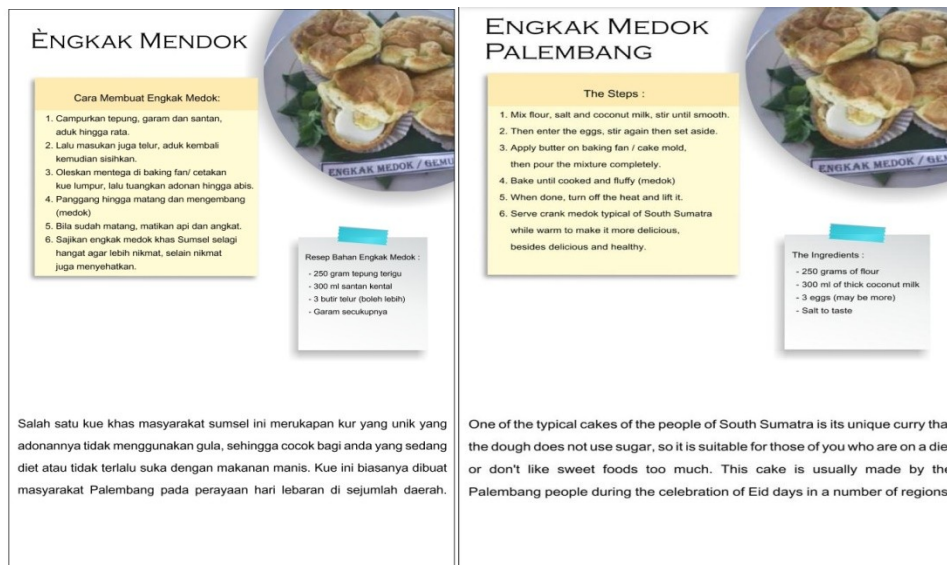 ÈNGKAK MENDOK
Cara Membuat Engkak Medok:
1. Campurkan tepung, garam dan santan,
aduk hingga rata.
2. Lalu masukan juga telur, aduk kembali
kemudian sisihkan.
3. Oleskan mentega di baking fan/ cetakan
kue lumpur, lalu tuangkan adonan hingga abis.
4. Panggang hingga matang dan mengembang
(medok)
5. Bila sudah matang, matikan api dan angkat.
6. Sajikan engkak medok khas Sumsel selagi
hangat agar lebih nikmat, selain nikmat
juga menyehatkan.
ENGKAK MEDOK / GEMU
Resep Bahan Engkak Medok :
- 250 gram tepung terigu
- 300 ml santan kental
- 3 butir telur (boleh lebih)
- Garam secukupnya
Salah satu kue khas masyarakat sumsel ini merukapan kur yang unik yang
adonannya tidak menggunakan gula, sehingga cocok bagi anda yang sedang
diet atau tidak terlalu suka dengan makanan manis. Kue ini biasanya dibuat
masyarakat Palembang pada perayaan hari lebaran di sejumlah daerah.
ENGKAK MEDOK
PALEMBANG
The Steps :
1. Mix flour, salt and coconut milk, stir until smooth.
2. Then enter the eggs, stir again then set aside.
3. Apply butter on baking fan / cake mold,
then pour the mixture completely.
4. Bake until cooked and fluffy (medok)
5. When done, turn off the heat and lift it.
6. Serve crank medok typical of South Sumatra
while warm to make it more delicious,
besides delicious and healthy.
ENGKAK MEDOK / GEMU
The Ingredients :
- 250 grams of flour
- 300 ml of thick coconut milk
- 3 eggs (may be more)
- Salt to taste
One of the typical cakes of the people of South Sumatra is its unique curry tha
the dough does not use sugar, so it is suitable for those of you who are on a die
or don't like sweet foods too much. This cake is usually made by the
Palembang people during the celebration of Eid days in a number of regions